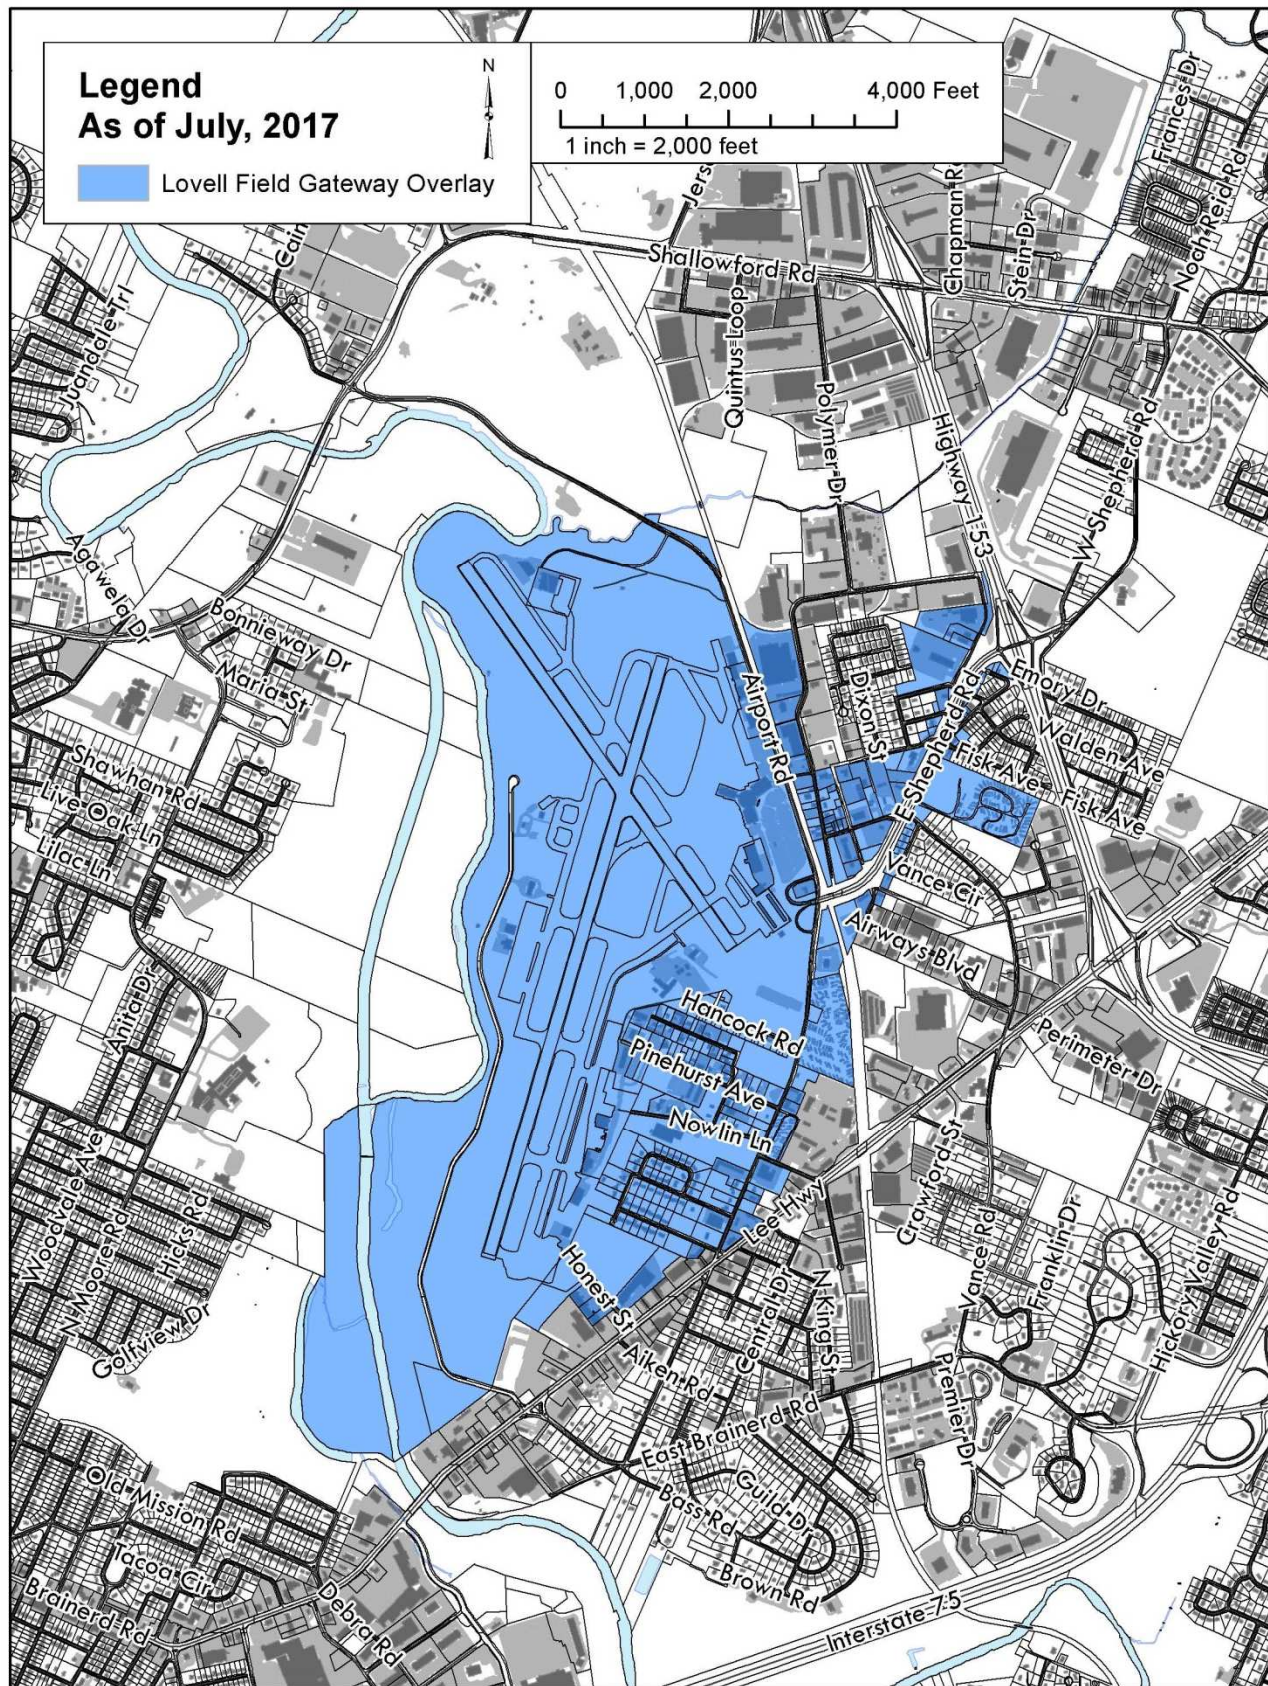 Legend
As of July, 2017
Lovell Field Gateway Overlay
N
0 1,000 2,000 4,000 Feet
1 inch = 2,000 feet
Frances Dr
Noah Reid Rd
Chapman R
Stein Dr
Jers
Shallowford Rd
Cain
Quintus Loop
Juandale Trl
Polymer Dr
Highway 153
W Shepherd Rd
Agawela Dr
Bonnieway Dr
Maria St
Airport Rd
Dixon St
E Shepherd Rd
Emory Dr
Walden Ave
Fisk Ave
Fisk Ave
Shawhan Rd
Live Oak Ln
Lilac Ln
Vance Cir
Airways Blvd
Anita Dr
Hancock Rd
Pinehurst Ave
Nowlin Ln
Perimeter Dr
Woodvale Ave
N Moore Rd
Hicks Rd
Golfview Dr
Lee Hwy
Crawford St
Vance Rd
Franklin Dr
Hickory Valley Rd
Honest St
Aiken Rd
Central Dr
N King St
Premier Dr
East Brainerd Rd
Guild Dr
Bass Rd
Brown Rd
Interstate 75
Old Mission Rd
Tacoa Cir
Brainerd Rd
Debra Rd